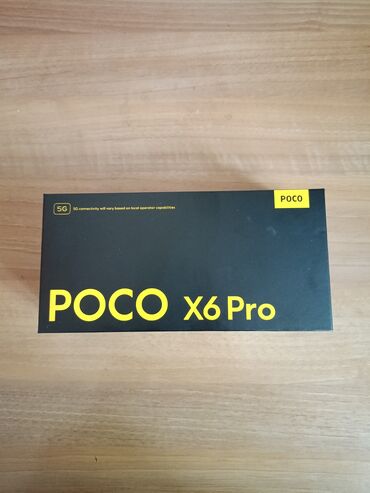 5G 5G connectivity will vary based on local operator capabilities
POCO
POCO X6 Pro